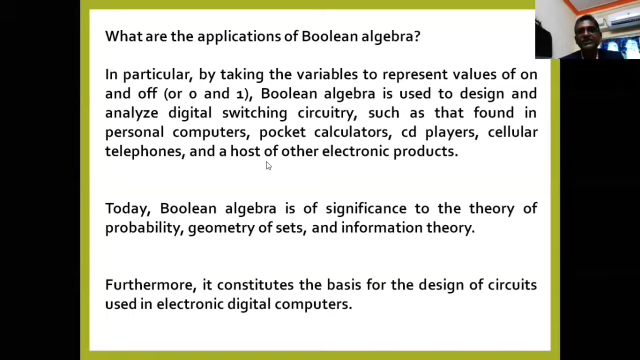 What are the applications of Boolean algebra?
In particular, by taking the variables to represent values of on
and off (or 0 and 1), Boolean algebra is used to design and
analyze digital switching circuitry, such as that found in
personal computers, pocket calculators, cd players, cellular
telephones, and a host of other electronic products.
Today, Boolean algebra is of significance to the theory of
probability, geometry of sets, and information theory.
Furthermore, it constitutes the basis for the design of circuits
used in electronic digital computers.